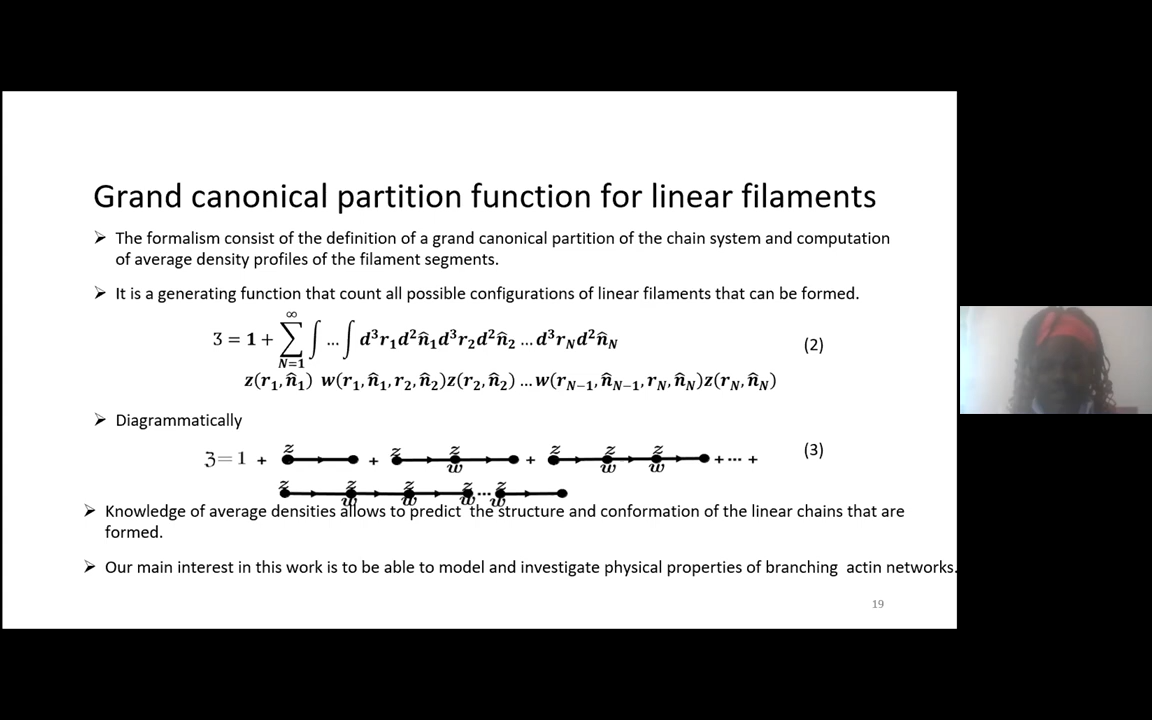 Grand canonical partition function for linear filaments
➢ The formalism consist of the definition of a grand canonical partition of the chain system and computation
of average density profiles of the filament segments.
➢ It is a generating function that count all possible configurations of linear filaments that can be formed.
ℨ = 1 + ∑_{N=1}^{∞} ∫ ... ∫ d³r₁d²n̂₁d³r₂d²n̂₂ ... d³r_N d²n̂_N (2)
z(r₁, n̂₁) w(r₁, n̂₁, r₂, n̂₂)z(r₂, n̂₂) ... w(r_{N−1}, n̂_{N−1}, r_N, n̂_N)z(r_N, n̂_N)
➢ Diagrammatically
z z z z z
ℨ = 1 + + + + ··· + (3)
w w w
z z z z z
···
w w w w
➢ Knowledge of average densities allows to predict the structure and conformation of the linear chains that are
formed.
➢ Our main interest in this work is to be able to model and investigate physical properties of branching actin networks.
19